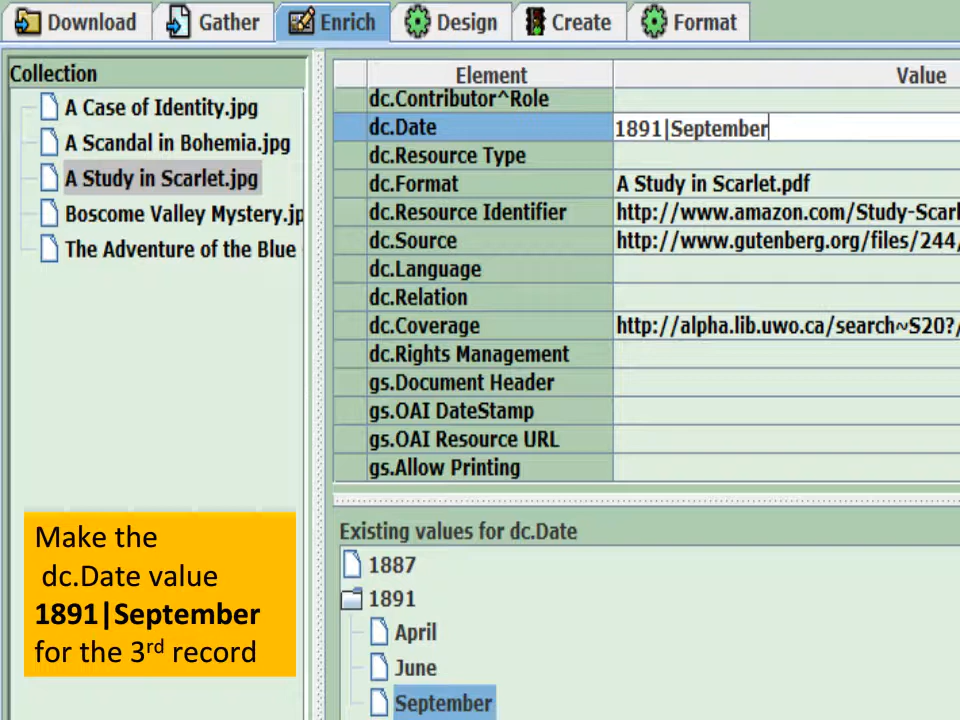 Download Gather Enrich Design Create Format
Collection
A Case of Identity.jpg
A Scandal in Bohemia.jpg
A Study in Scarlet.jpg
Boscome Valley Mystery.jp
The Adventure of the Blue
Element Value
dc.Contributor^Role
dc.Date 1891|September
dc.Resource Type
dc.Format A Study in Scarlet.pdf
dc.Resource Identifier http://www.amazon.com/Study-Scarl
dc.Source http://www.gutenberg.org/files/244/
dc.Language
dc.Relation
dc.Coverage http://alpha.lib.uwo.ca/search~S20?/
dc.Rights Management
gs.Document Header
gs.OAI DateStamp
gs.OAI Resource URL
gs.Allow Printing
Existing values for dc.Date
1887
1891
April
June
September
Make the
dc.Date value
1891|September
for the 3rd record